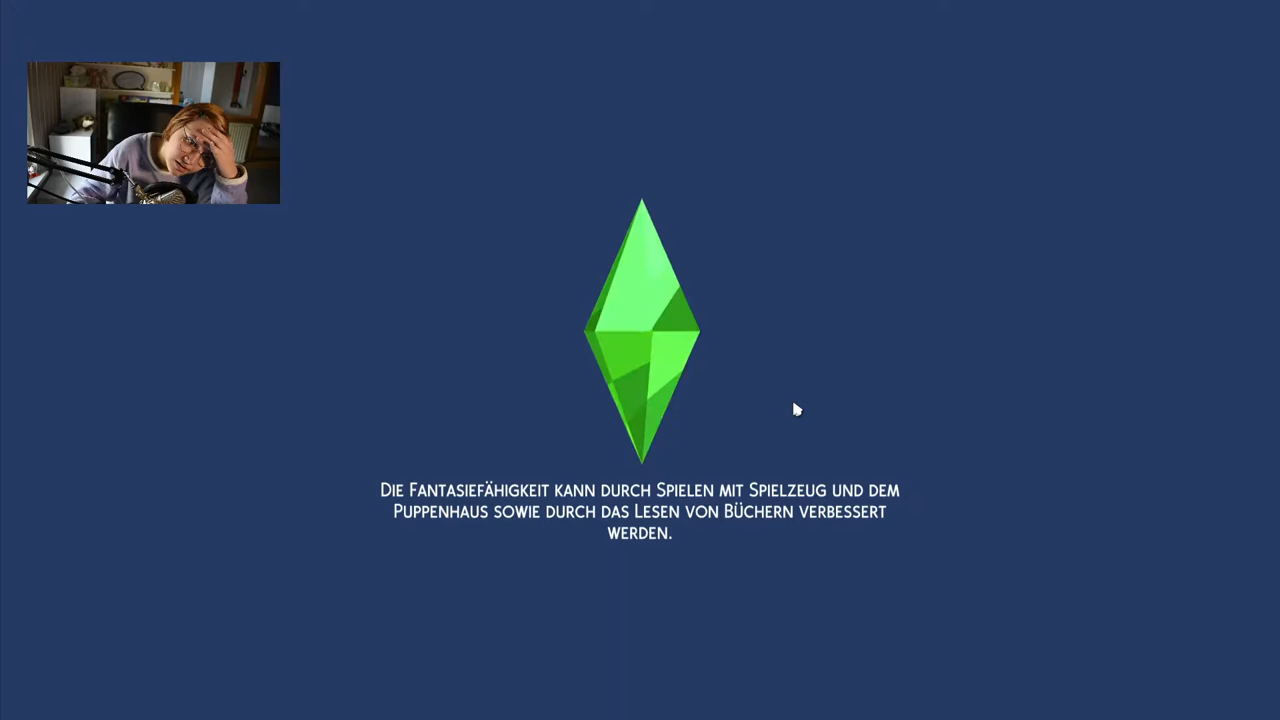 Die Fantasiefähigkeit kann durch Spielen mit Spielzeug und dem
Puppenhaus sowie durch das Lesen von Büchern verbessert
werden.